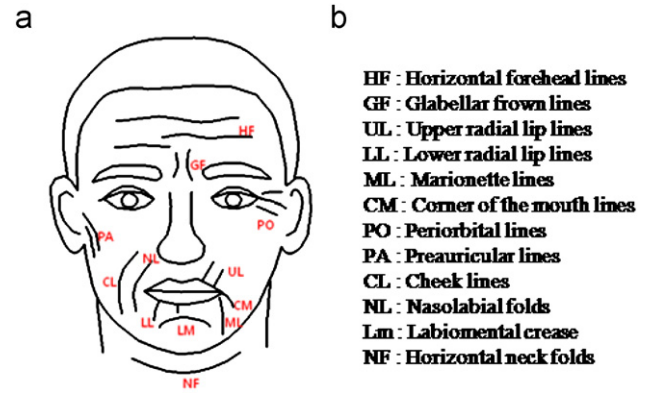 a
b
HF
GF
PO
PA
NL
UL
CL
CM
LL
LM
ML
NF
HF : Horizontal forehead lines
GF : Glabellar frown lines
UL : Upper radial lip lines
LL : Lower radial lip lines
ML : Marionette lines
CM : Corner of the mouth lines
PO : Periorbital lines
PA : Preauricular lines
CL : Cheek lines
NL : Nasolabial folds
Lm : Labiomental crease
NF : Horizontal neck folds